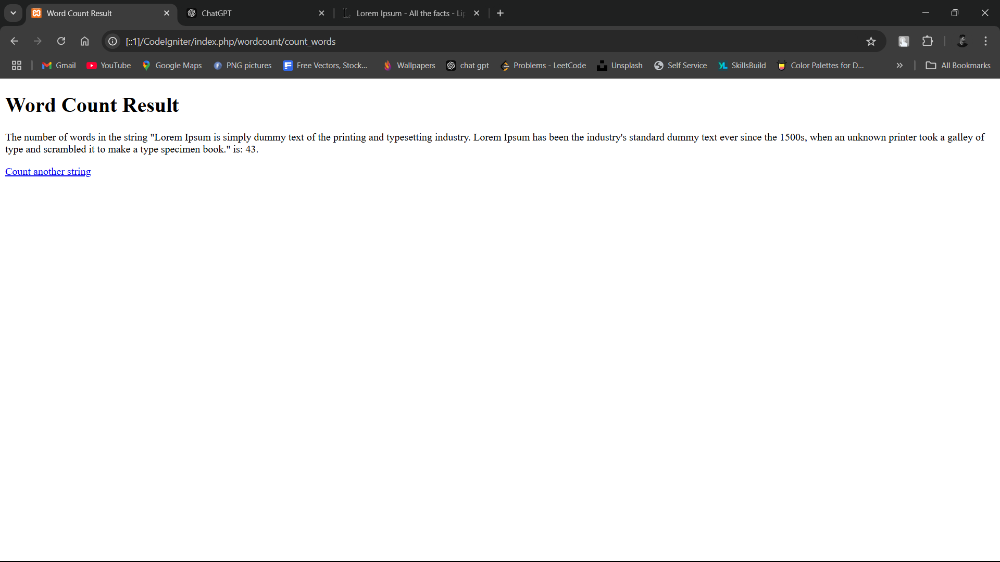 Word Count Result
ChatGPT
Lorem Ipsum - All the facts - Li
[::1]/CodeIgniter/index.php/wordcount/count_words
Gmail YouTube Google Maps PNG pictures Free Vectors, Stock... Wallpapers chat gpt Problems - LeetCode Unsplash Self Service SkillsBuild Color Palettes for D... All Bookmarks
Word Count Result
The number of words in the string "Lorem Ipsum is simply dummy text of the printing and typesetting industry. Lorem Ipsum has been the industry's standard dummy text ever since the 1500s, when an unknown printer took a galley of
type and scrambled it to make a type specimen book." is: 43.
Count another string